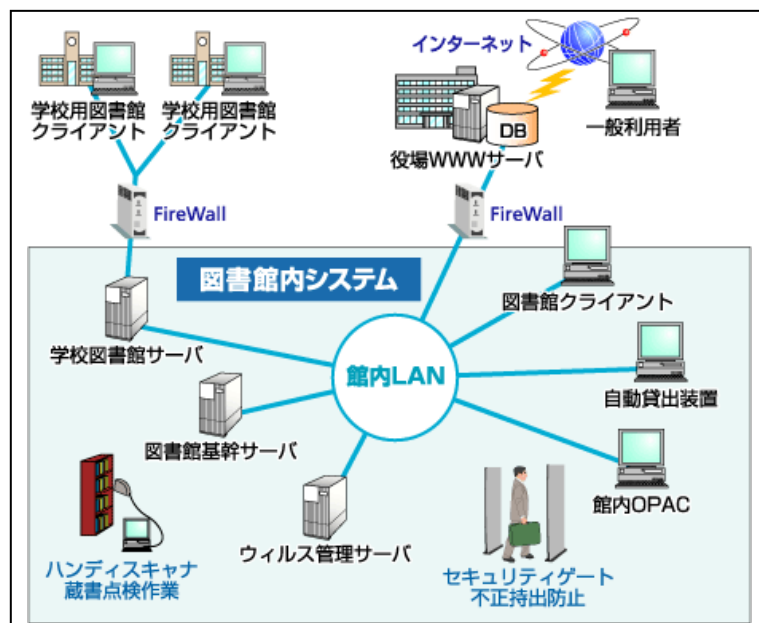 インターネット
学校用図書館
クライアント
学校用図書館
クライアント
DB
一般利用者
役場WWWサーバ
FireWall
FireWall
図書館内システム
図書館クライアント
学校図書館サーバ
館内LAN
自動貸出装置
図書館基幹サーバ
館内OPAC
ウィルス管理サーバ
ハンディスキャナ
蔵書点検作業
セキュリティゲート
不正持出防止